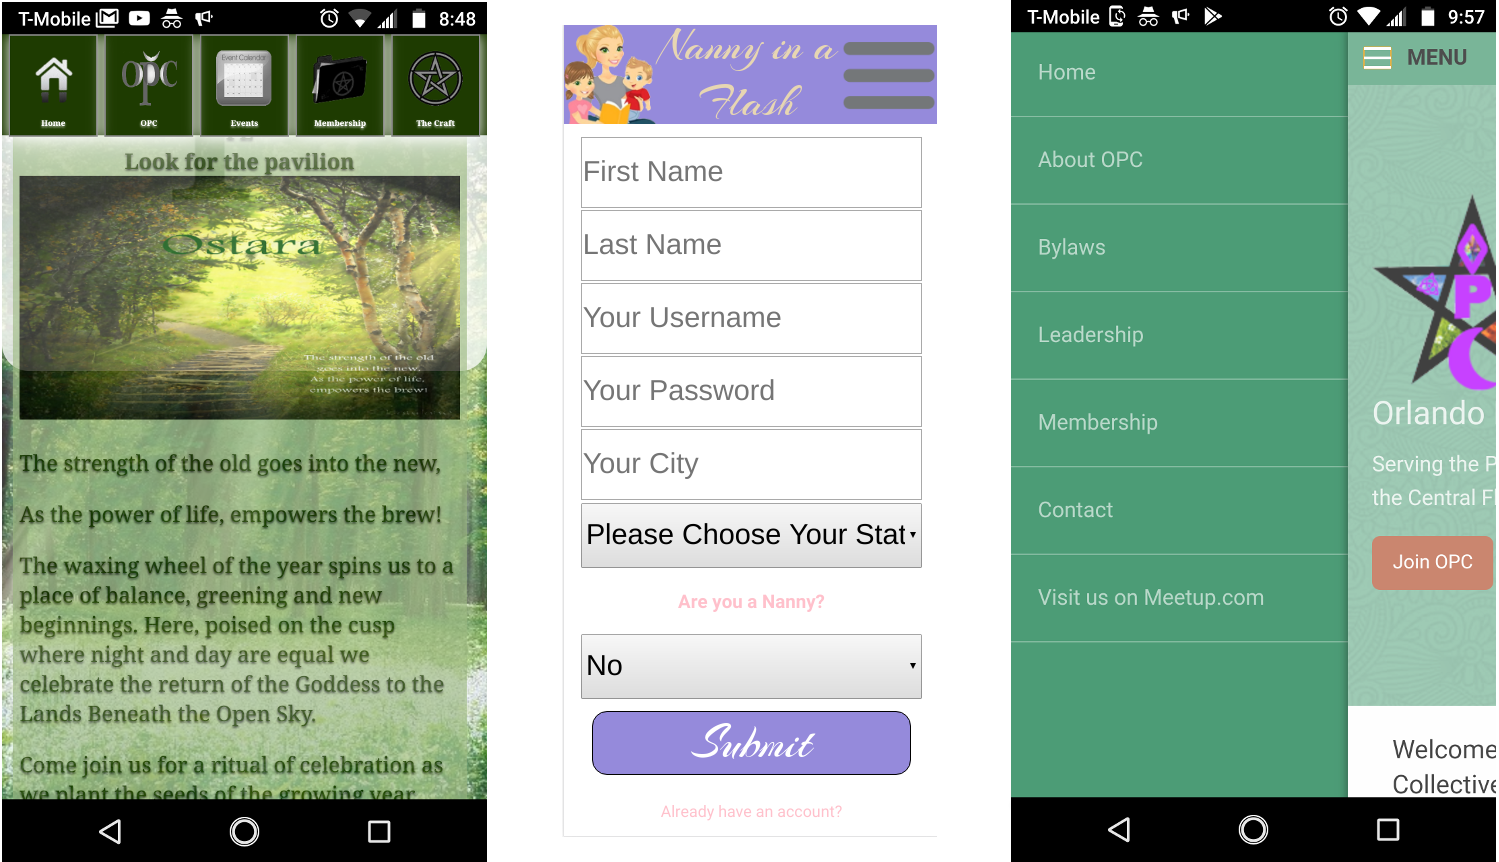 T-Mobile 8:48
Event Calendar
OPC
Home OPC Events Membership The Craft
Look for the pavilion
Ostara
The strength of the old
goes into the new,
As the power of life,
empowers the brew!
The strength of the old goes into the new,
As the power of life, empowers the brew!
The waxing wheel of the year spins us to a
place of balance, greening and new
beginnings. Here, poised on the cusp
where night and day are equal we
celebrate the return of the Goddess to the
Lands Beneath the Open Sky.
Come join us for a ritual of celebration as
we plant the seeds of the growing year
Nanny in a
Flash
First Name
Last Name
Your Username
Your Password
Your City
Please Choose Your Stat
Are you a Nanny?
No
Submit
Already have an account?
T-Mobile 9:57
Home
About OPC
Bylaws
Leadership
Membership
Contact
Visit us on Meetup.com
MENU
P
Orlando
Serving the P
the Central Fl
Join OPC
Welcome
Collective